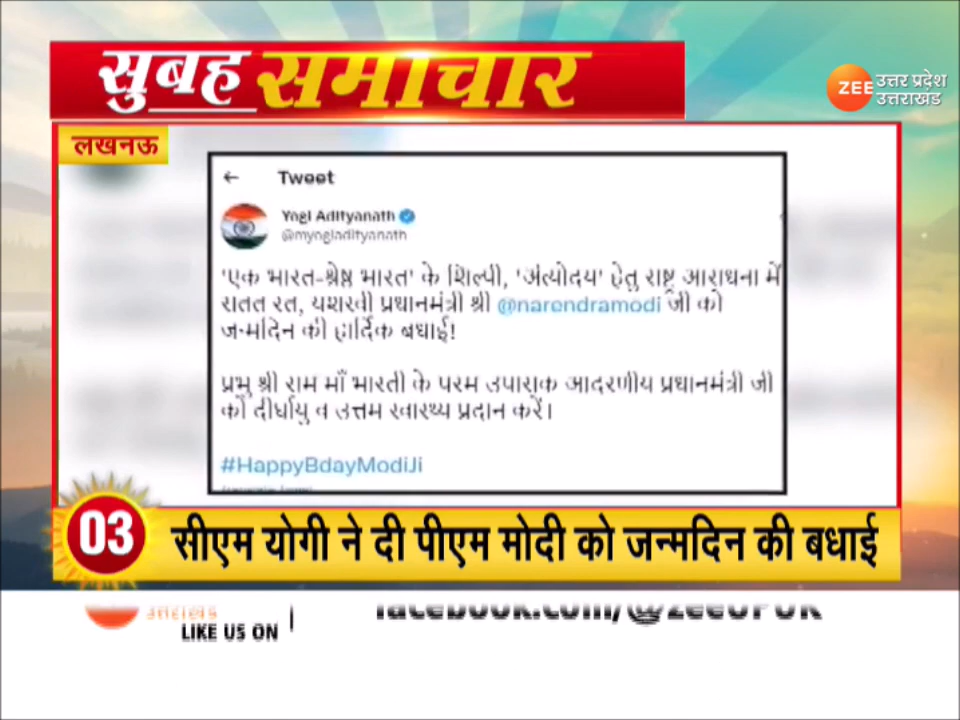 सुबह समाचार
ZEE उत्तर प्रदेश
उत्तराखंड
लखनऊ
← Tweet
Yogi Adityanath
@myogiadityanath
'एक भारत-श्रेष्ठ भारत' के शिल्पी, 'अंत्योदय' हेतु राष्ट्र आराधना में
सतत रत, यशस्वी प्रधानमंत्री श्री @narendramodi जी को
जन्मदिन की हार्दिक बधाई!
प्रभु श्री राम माँ भारती के परम उपासक आदरणीय प्रधानमंत्री जी
को दीर्घायु व उत्तम स्वास्थ्य प्रदान करें।
#HappyBdayModiJi
03 सीएम योगी ने दी पीएम मोदी को जन्मदिन की बधाई
LIKE US ON
facebook.com/@zeeUPUK